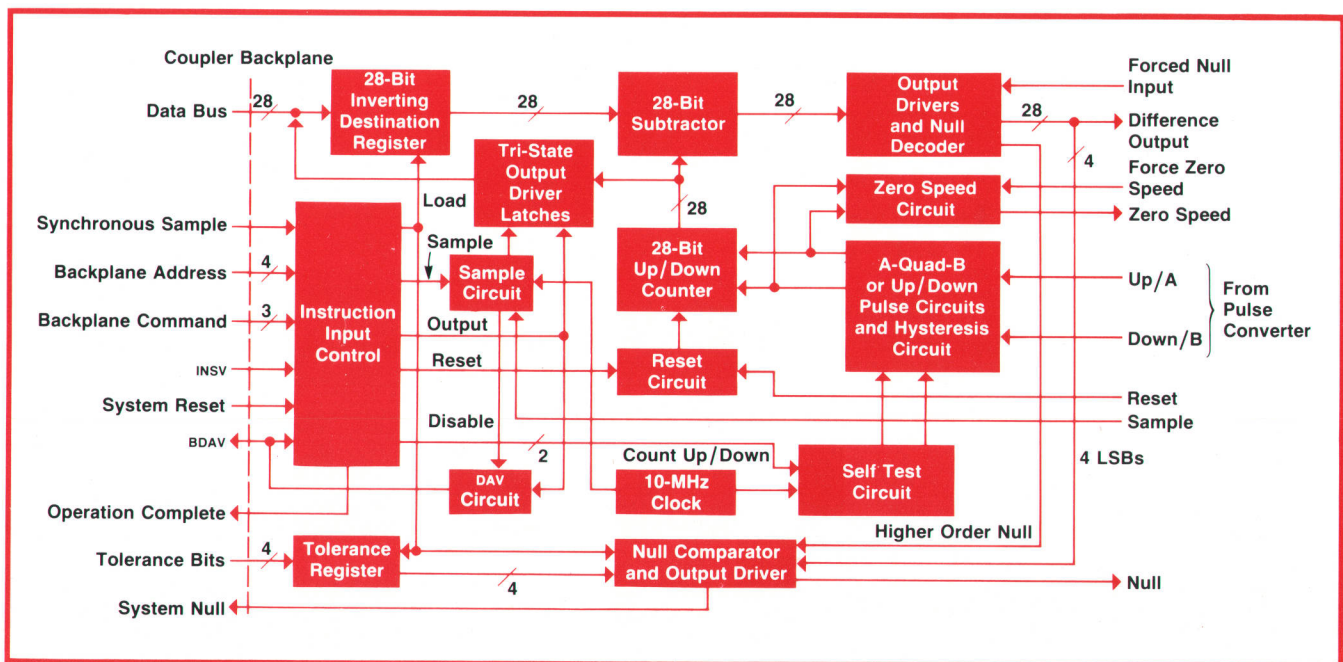 Coupler Backplane
Data Bus
28
28-Bit
Inverting
Destination
Register
28
28-Bit
Subtractor
28
Output
Drivers
and Null
Decoder
Forced Null
Input
28
Difference
Output
4
Tri-State
Output
Driver
Latches
Load
28
Zero Speed
Circuit
Force Zero
Speed
Zero Speed
Synchronous Sample
Backplane Address
4
Backplane Command
3
INSV
System Reset
BDAV
Operation Complete
Instruction
Input
Control
Sample
Sample
Circuit
Output
Reset
Disable
2
28-Bit
Up/Down
Counter
Reset
Circuit
A-Quad-B
or Up/Down
Pulse Circuits
and Hysteresis
Circuit
Up/A
Down/B
From
Pulse
Converter
Reset
Sample
4 LSBs
DAV
Circuit
Count Up/Down
10-MHz
Clock
Self Test
Circuit
Higher Order Null
Tolerance Bits
4
Tolerance
Register
4
Null Comparator
and Output Driver
Null
System Null